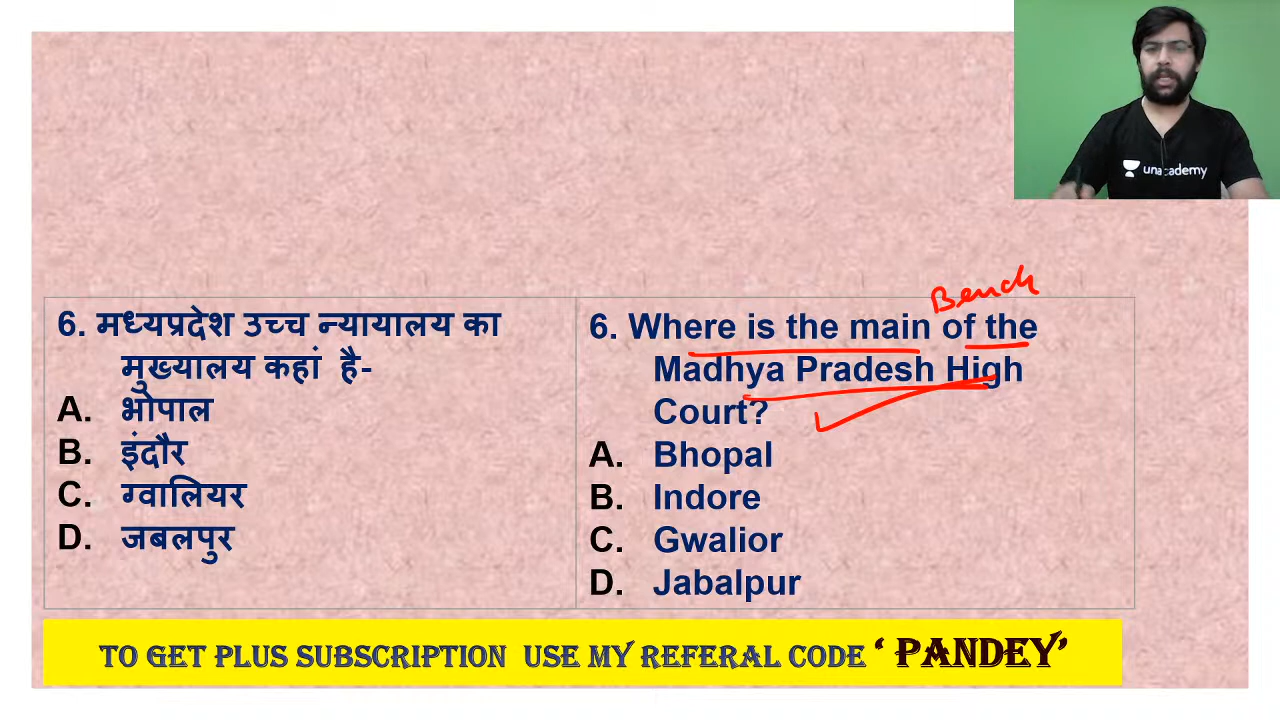 unacademy
6. मध्यप्रदेश उच्च न्यायालय का
मुख्यालय कहां है-
A. भोपाल
B. इंदौर
C. ग्वालियर
D. जबलपुर
Bench
6. Where is the main of the
Madhya Pradesh High
Court?
A. Bhopal
B. Indore
C. Gwalior
D. Jabalpur
TO GET PLUS SUBSCRIPTION USE MY REFERAL CODE ‘ PANDEY’